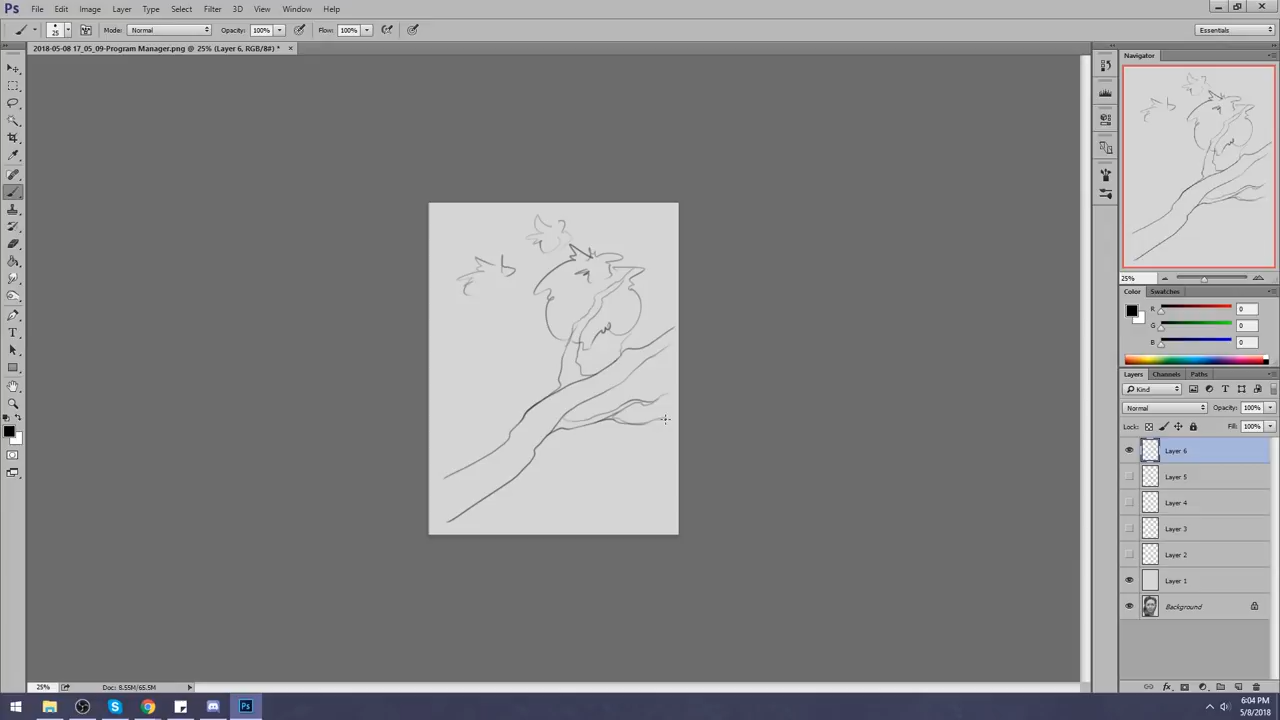 Ps File Edit Image Layer Type Select Filter 3D View Window Help
25 Mode: Normal Opacity: 100% Flow: 100% Essentials
2018-05-08 17_05_09-Program Manager.png @ 25% (Layer 6, RGB/8#) * ×
Navigator
25%
Color Swatches
R 0
G 0
B 0
Layers Channels Paths
Kind
Normal Opacity: 100%
Lock: Fill: 100%
Layer 6
Layer 5
Layer 4
Layer 3
Layer 2
Layer 1
Background
25% Doc: 8.55M/65.5M
Ps 6:04 PM
5/8/2018